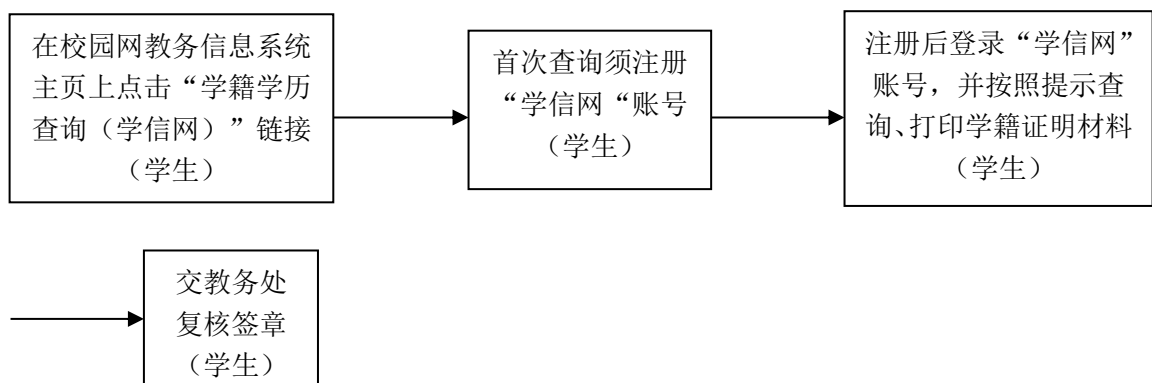 在校园网教务信息系统
主页上点击“学籍学历
查询（学信网）”链接
（学生）
首次查询须注册
“学信网“账号
（学生）
注册后登录“学信网”
账号，并按照提示查
询、打印学籍证明材料
（学生）
交教务处
复核签章
（学生）